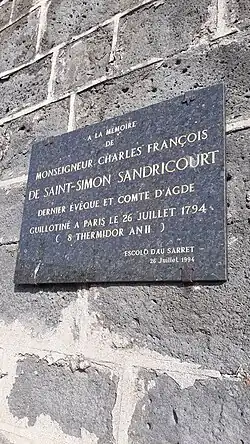 A LA MÉMOIRE
DE
MONSEIGNEUR CHARLES FRANÇOIS
DE SAINT-SIMON SANDRICOURT
DERNIER ÉVÊQUE ET COMTE D'AGDE
GUILLOTINÉ A PARIS LE 26 JUILLET 1794
( 8 THERMIDOR AN II )
ESCOLO DAU SARRET
26 Juillet 1994